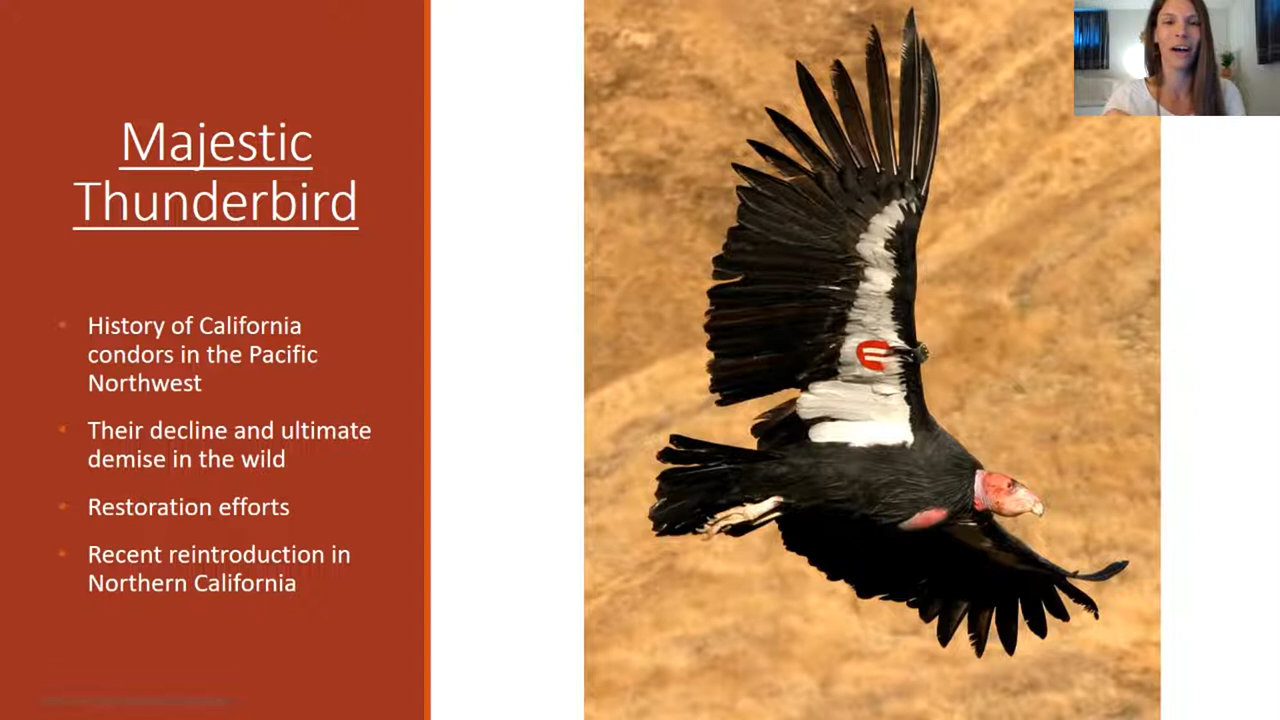 Majestic
Thunderbird
History of California
condors in the Pacific
Northwest
Their decline and ultimate
demise in the wild
Restoration efforts
Recent reintroduction in
Northern California